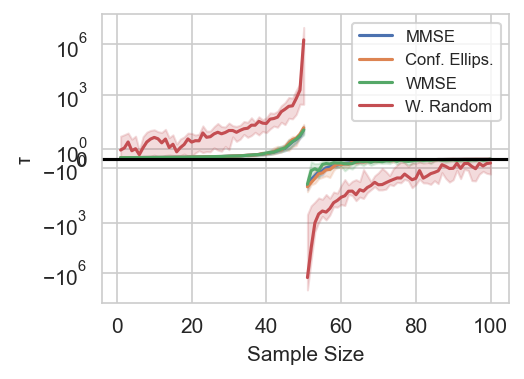 10^6
10^3
10^0
0
−10^0
−10^3
−10^6
τ
MMSE
Conf. Ellips.
WMSE
W. Random
0 20 40 60 80 100
Sample Size